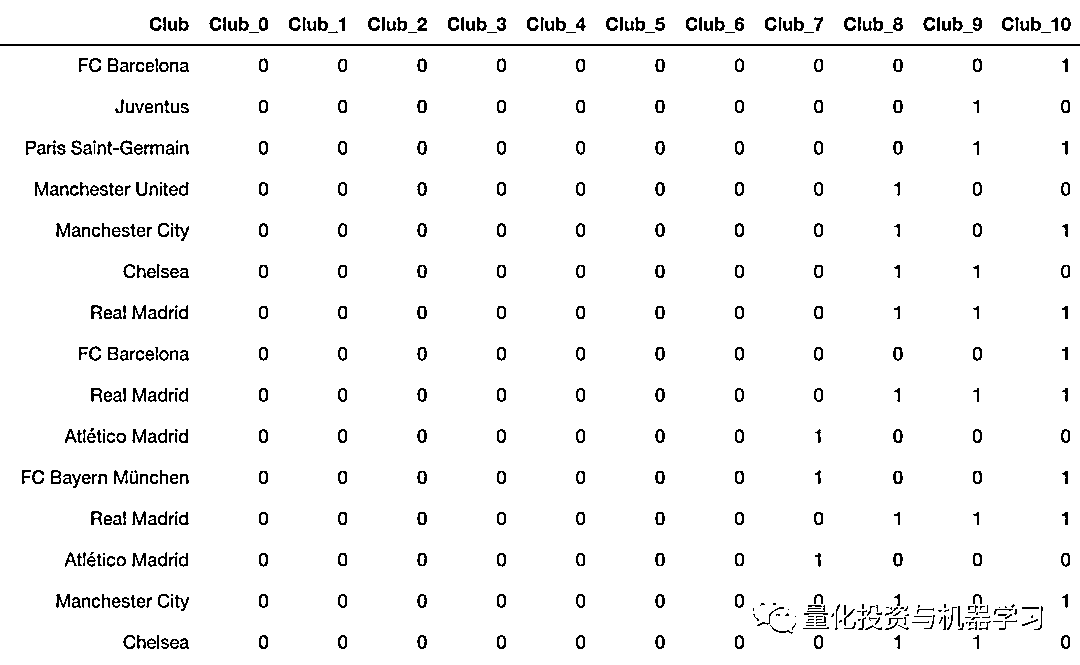 Club Club_0 Club_1 Club_2 Club_3 Club_4 Club_5 Club_6 Club_7 Club_8 Club_9 Club_10
FC Barcelona 0 0 0 0 0 0 0 0 0 0 1
Juventus 0 0 0 0 0 0 0 0 0 1 0
Paris Saint-Germain 0 0 0 0 0 0 0 0 0 1 1
Manchester United 0 0 0 0 0 0 0 0 1 0 0
Manchester City 0 0 0 0 0 0 0 0 1 0 1
Chelsea 0 0 0 0 0 0 0 0 1 1 0
Real Madrid 0 0 0 0 0 0 0 0 1 1 1
FC Barcelona 0 0 0 0 0 0 0 0 0 0 1
Real Madrid 0 0 0 0 0 0 0 0 1 1 1
Atlético Madrid 0 0 0 0 0 0 0 1 0 0 0
FC Bayern München 0 0 0 0 0 0 0 1 0 0 1
Real Madrid 0 0 0 0 0 0 0 0 1 1 1
Atlético Madrid 0 0 0 0 0 0 0 1 0 0 0
Manchester City 0 0 0 0 0 0 0 0 1 0 1
量化投资与机器学习
Chelsea 0 0 0 0 0 0 0 0 1 1 0